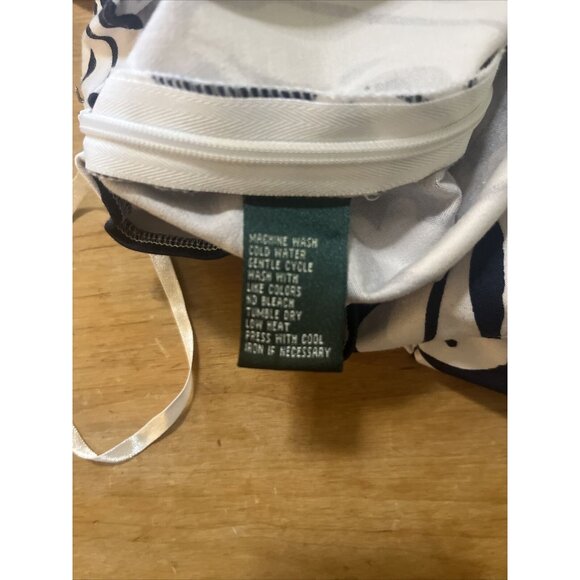 MACHINE WASH
COLD WATER
GENTLE CYCLE
WASH WITH
LIKE COLORS
NO BLEACH
TUMBLE DRY
LOW HEAT
PRESS WITH COOL
IRON IF NECESSARY